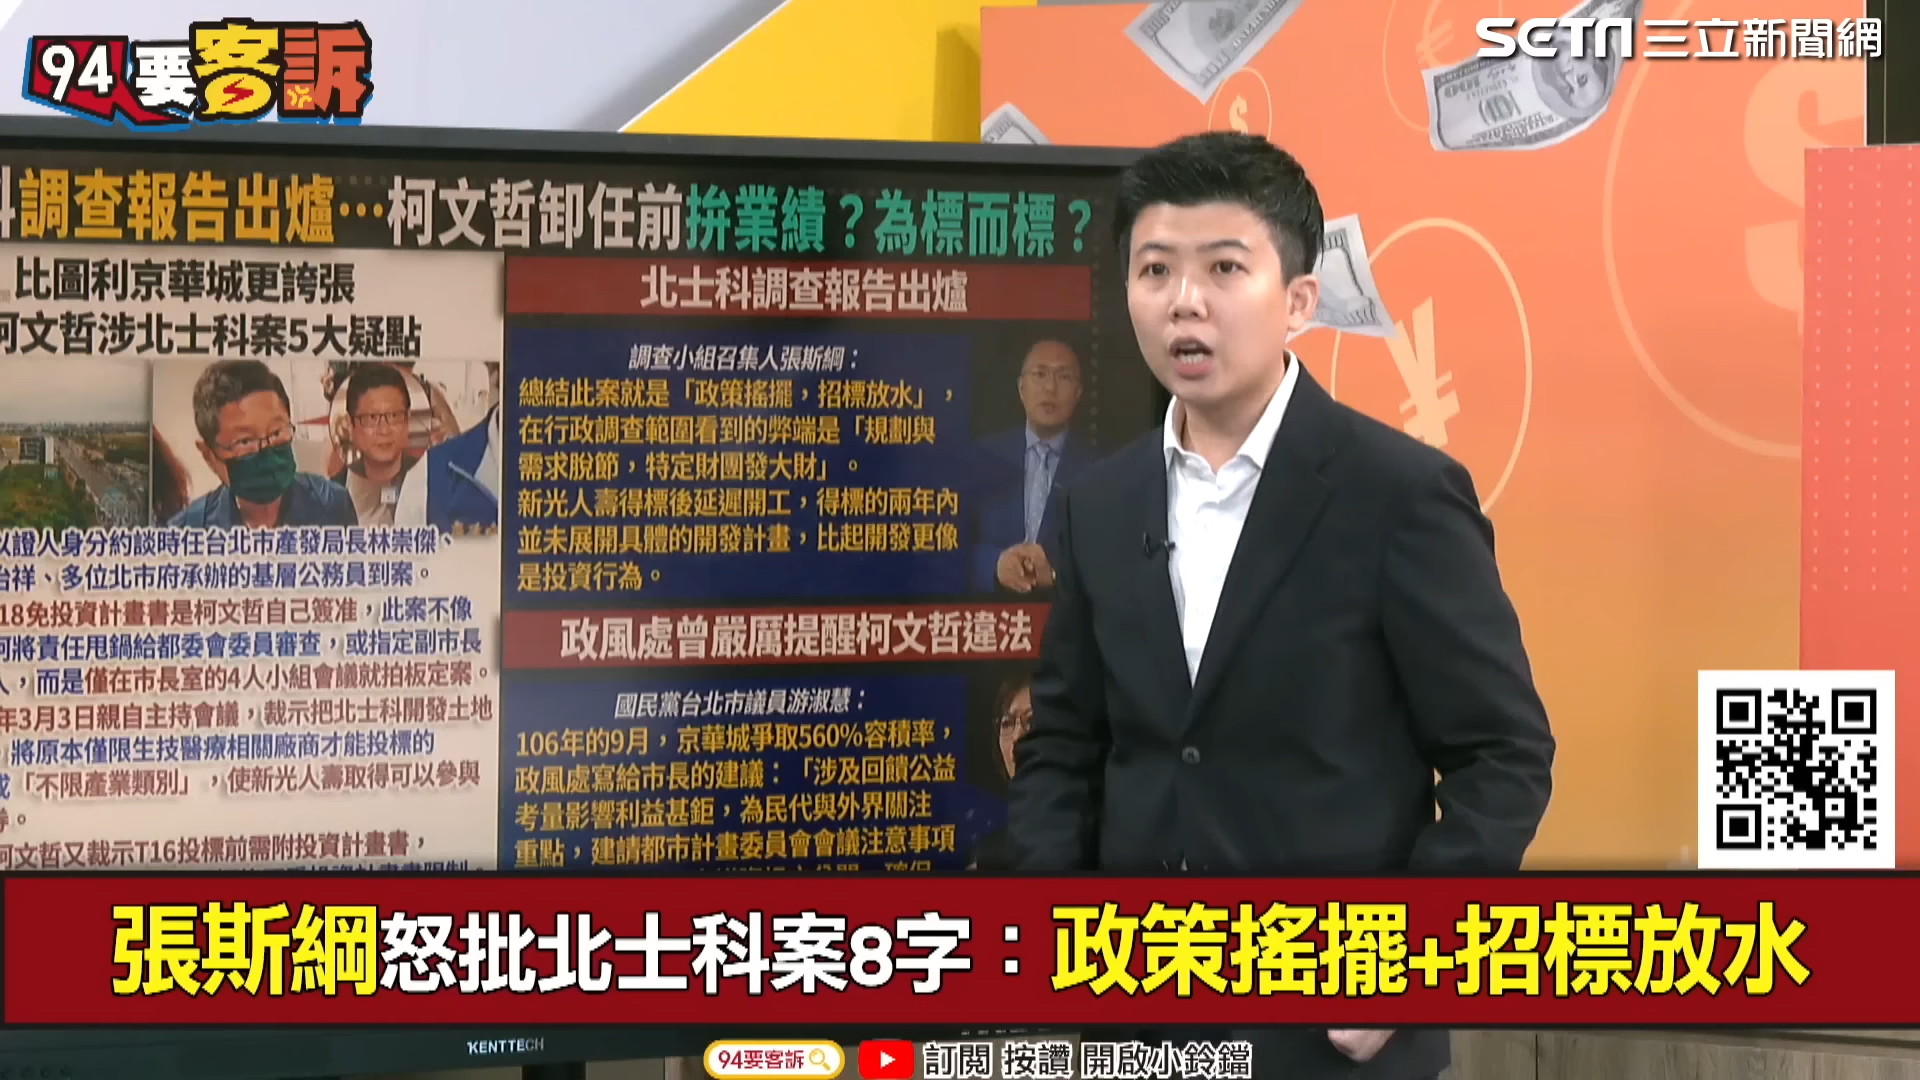 94要客訴
SETN三立新聞網
調查報告出爐…柯文哲卸任前拚業績？為標而標？
比圖利京華城更誇張
柯文哲涉北士科案5大疑點
以證人身分約談時任台北市產發局長林崇傑、
治祥、多位北市府承辦的基層公務員到案。
18免投資計畫書是柯文哲自己簽准，此案不像
何將責任甩鍋給都委會委員審查，或指定副市長
人，而是僅在市長室的4人小組會議就拍板定案。
年3月3日親自主持會議，裁示把北士科開發土地
，將原本僅限生技醫療相關廠商才能投標的
成「不限產業類別」，使新光人壽取得可以參與
。
柯文哲又裁示T16投標前需附投資計畫書，
北士科調查報告出爐
調查小組召集人張斯綱：
總結此案就是「政策搖擺，招標放水」，
在行政調查範圍看到的弊端是「規劃與
需求脫節，特定財團發大財」。
新光人壽得標後延遲開工，得標的兩年內
並未展開具體的開發計畫，比起開發更像
是投資行為。
政風處曾嚴厲提醒柯文哲違法
國民黨台北市議員游淑慧：
106年的9月，京華城爭取560%容積率，
政風處寫給市長的建議：「涉及回饋公益
考量影響利益甚鉅，為民代與外界關注
重點，建請都市計畫委員會會議注意事項
張斯綱怒批北士科案8字：政策搖擺+招標放水
KENTTECH
94要客訴
訂閱 按讚 開啟小鈴鐺